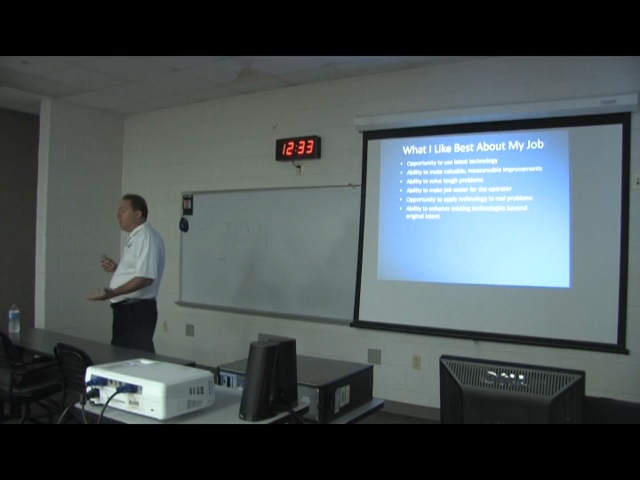 12:33
What I Like Best About My Job
• Opportunity to use latest technology
• Ability to make valuable, measureable improvements
• Ability to solve tough problems
• Ability to make job easier for the operator
• Opportunity to apply technology to real problems
• Ability to enhance existing technologies beyond
original intent